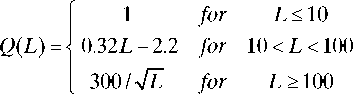 1 for L ≤ 10
Q(L) = { 0.32L − 2.2 for 10 < L < 100
300 / √L for L ≥ 100